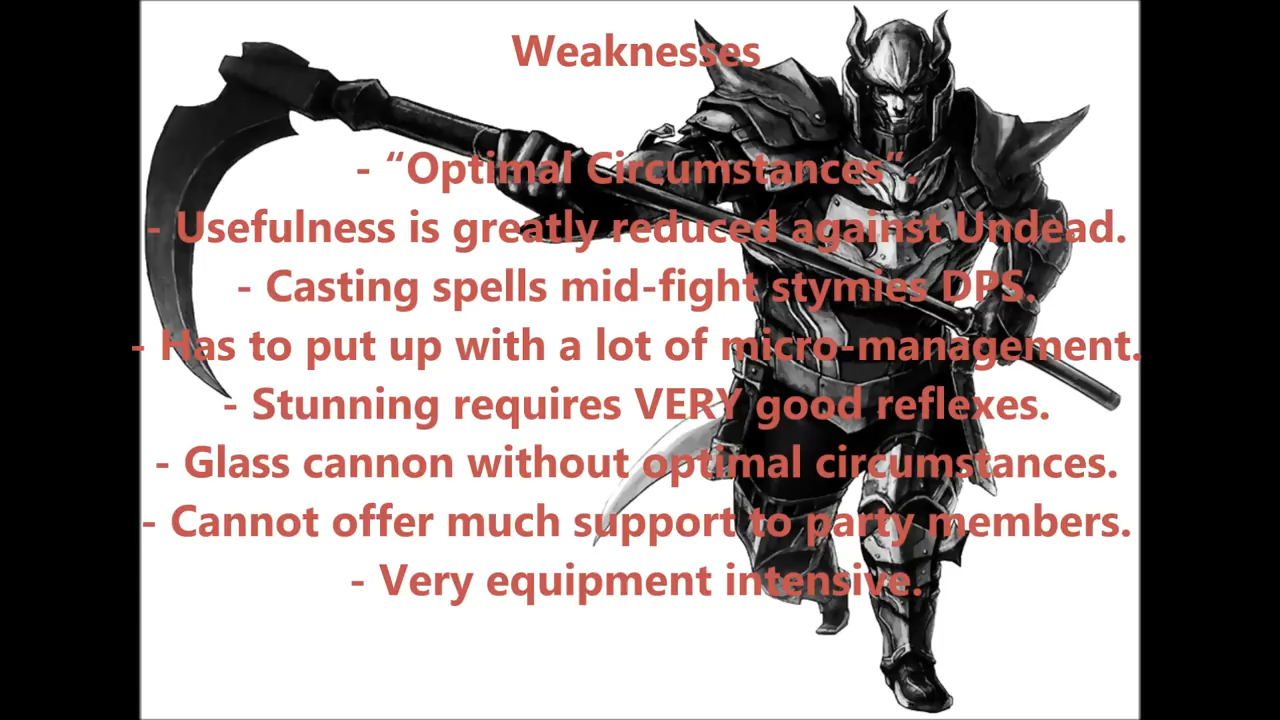 Weaknesses
- “Optimal Circumstances”.
- Usefulness is greatly reduced against Undead.
- Casting spells mid-fight stymies DPS.
- Has to put up with a lot of micro-management.
- Stunning requires VERY good reflexes.
- Glass cannon without optimal circumstances.
- Cannot offer much support to party members.
- Very equipment intensive.